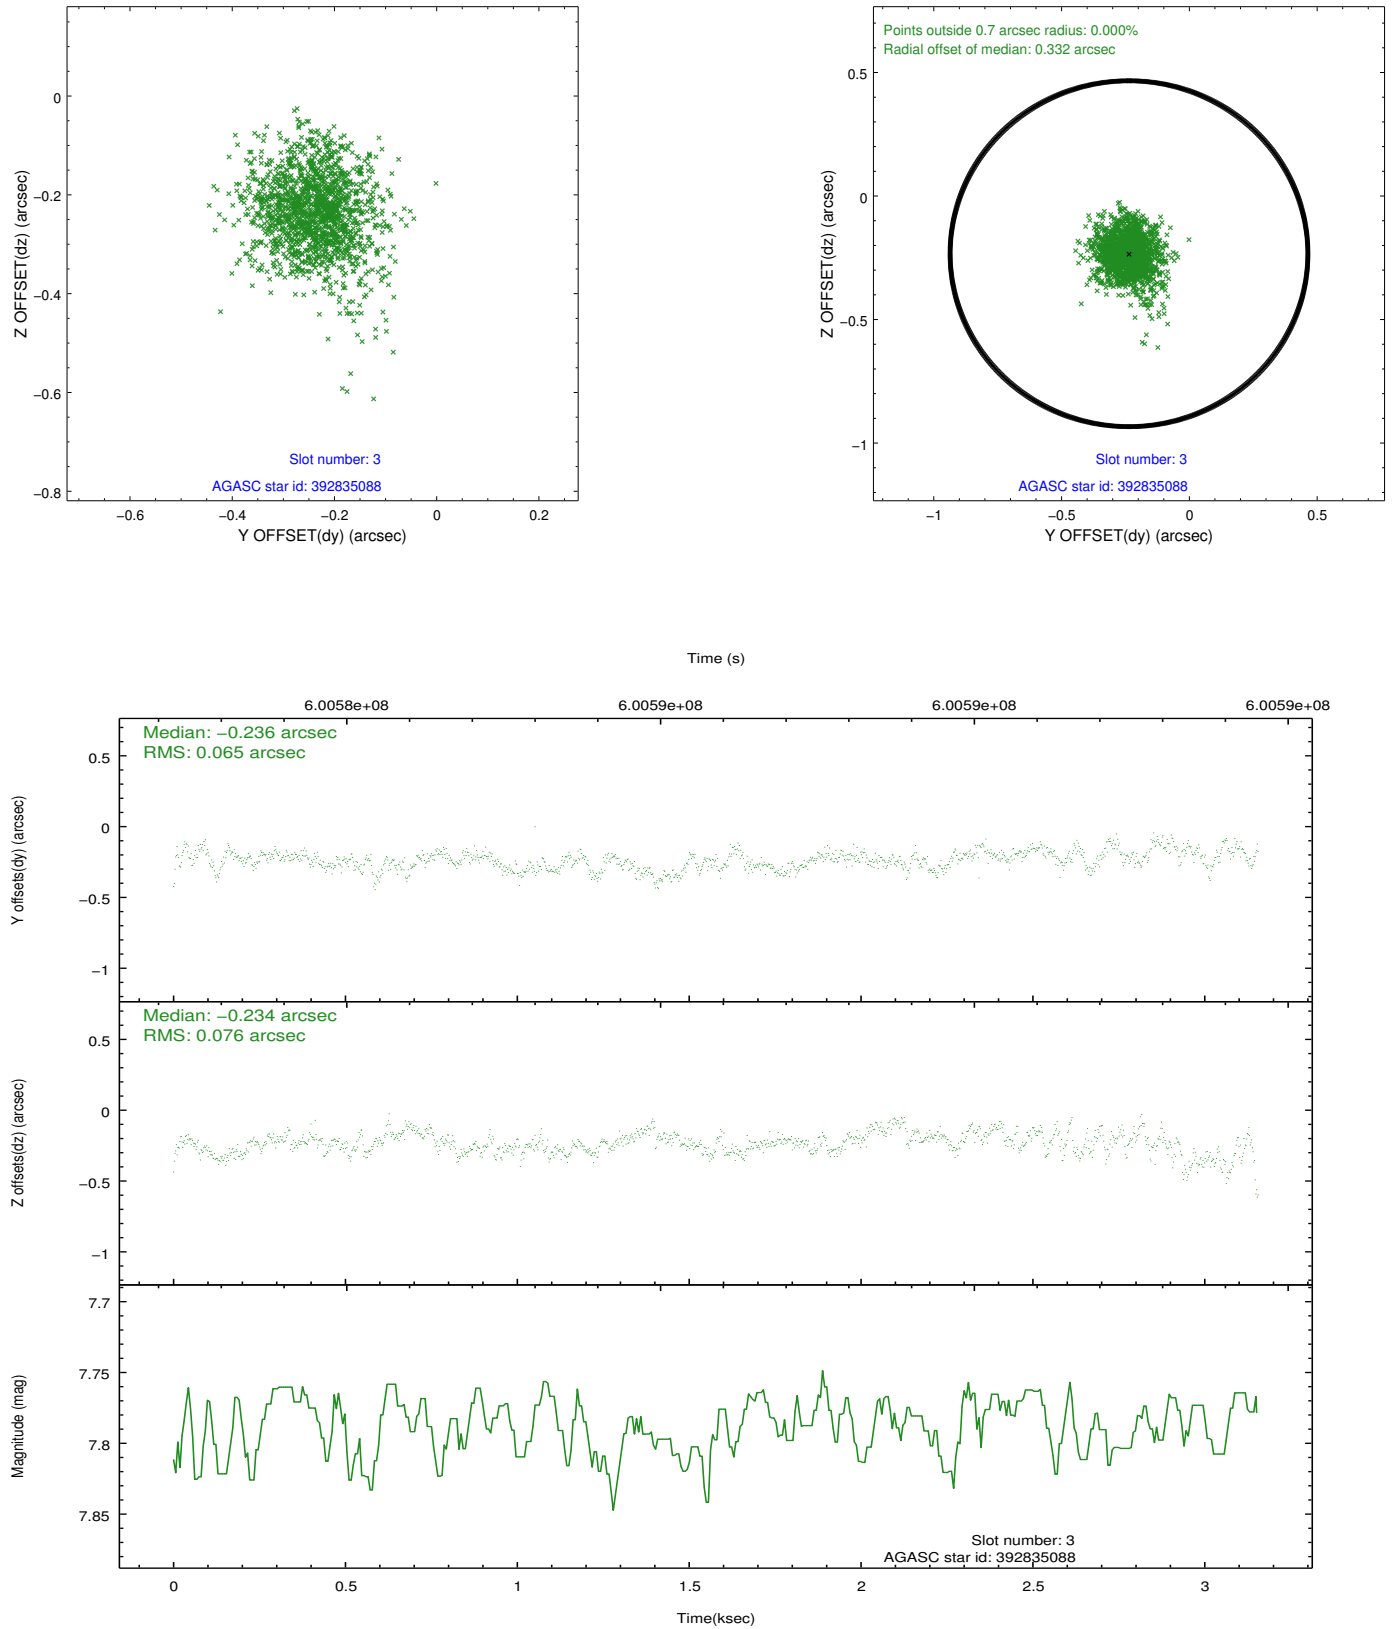 0
−0.2
−0.4
−0.6
−0.8
Z OFFSET(dz) (arcsec)
Slot number: 3
AGASC star id: 392835088
−0.6
−0.4
−0.2
0
0.2
Y OFFSET(dy) (arcsec)
Points outside 0.7 arcsec radius: 0.000%
Radial offset of median: 0.332 arcsec
0.5
0
−0.5
−1
Z OFFSET(dz) (arcsec)
Slot number: 3
AGASC star id: 392835088
−1
−0.5
0
0.5
Y OFFSET(dy) (arcsec)
Time (s)
6.0058e+08
6.0059e+08
6.0059e+08
6.0059e+08
Median: −0.236 arcsec
RMS: 0.065 arcsec
0.5
0
−0.5
−1
Y offsets(dy) (arcsec)
Median: −0.234 arcsec
RMS: 0.076 arcsec
0.5
0
−0.5
−1
Z offsets(dz) (arcsec)
7.7
7.75
7.8
7.85
Magnitude (mag)
Slot number: 3
AGASC star id: 392835088
0
0.5
1
1.5
2
2.5
3
Time(ksec)